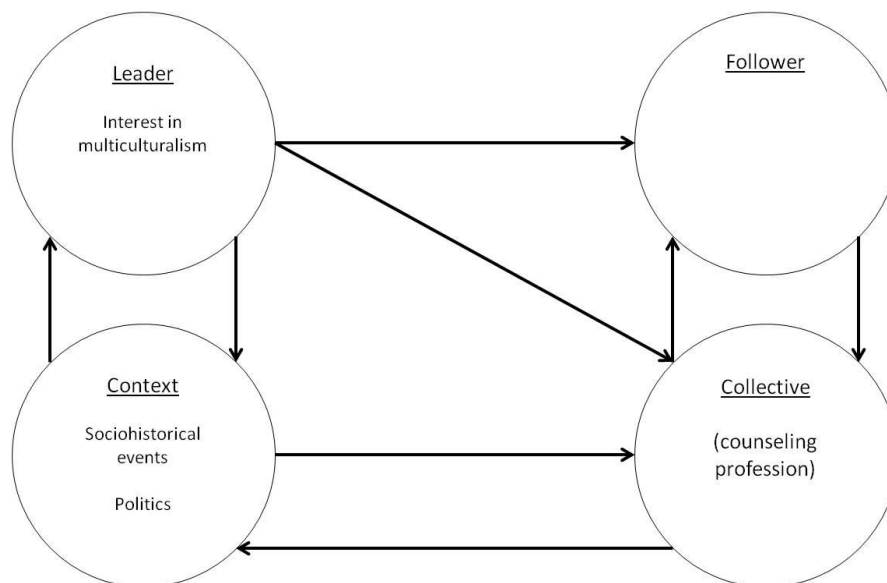 Leader
Interest in
multiculturalism
Follower
Context
Sociohistorical
events
Politics
Collective
(counseling
profession)